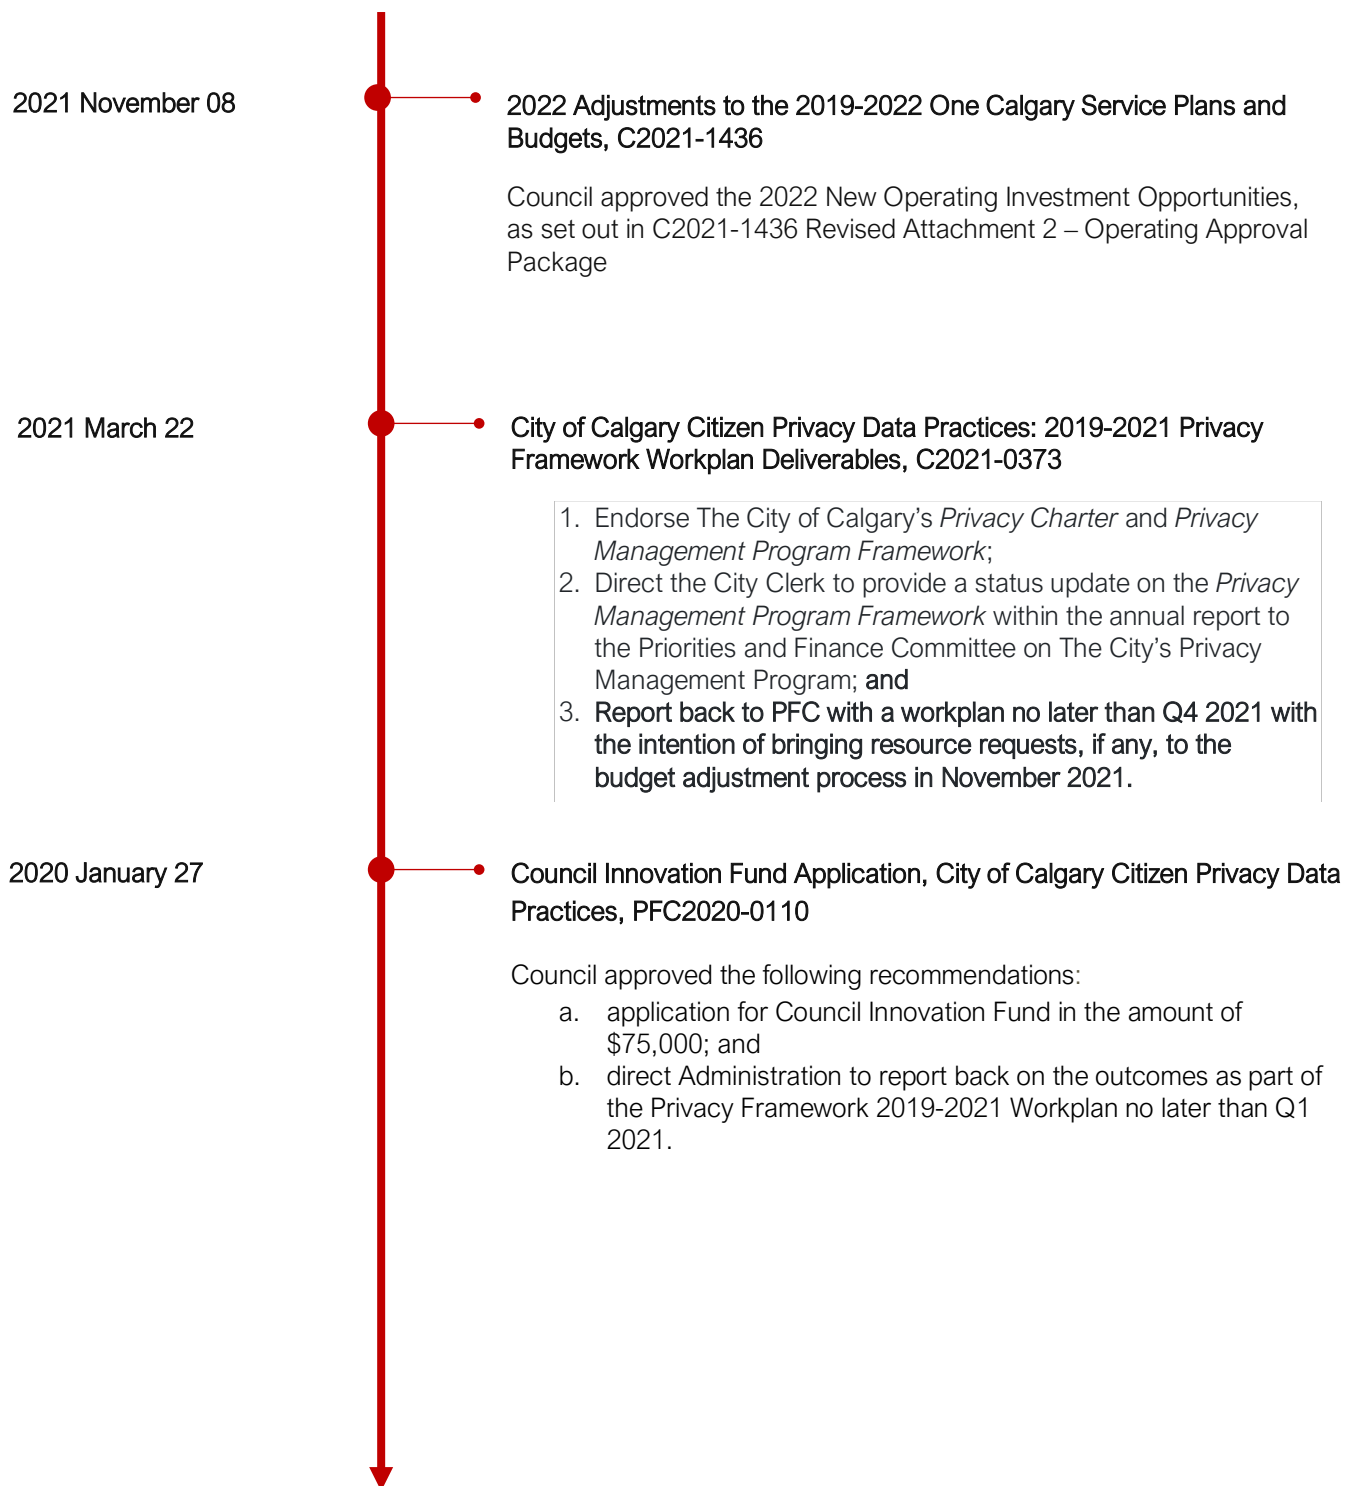 2021 November 08
2022 Adjustments to the 2019-2022 One Calgary Service Plans and
Budgets, C2021-1436
Council approved the 2022 New Operating Investment Opportunities,
as set out in C2021-1436 Revised Attachment 2 – Operating Approval
Package
2021 March 22
City of Calgary Citizen Privacy Data Practices: 2019-2021 Privacy
Framework Workplan Deliverables, C2021-0373
1. Endorse The City of Calgary’s Privacy Charter and Privacy
Management Program Framework;
2. Direct the City Clerk to provide a status update on the Privacy
Management Program Framework within the annual report to
the Priorities and Finance Committee on The City’s Privacy
Management Program; and
3. Report back to PFC with a workplan no later than Q4 2021 with
the intention of bringing resource requests, if any, to the
budget adjustment process in November 2021.
2020 January 27
Council Innovation Fund Application, City of Calgary Citizen Privacy Data
Practices, PFC2020-0110
Council approved the following recommendations:
a. application for Council Innovation Fund in the amount of
$75,000; and
b. direct Administration to report back on the outcomes as part of
the Privacy Framework 2019-2021 Workplan no later than Q1
2021.